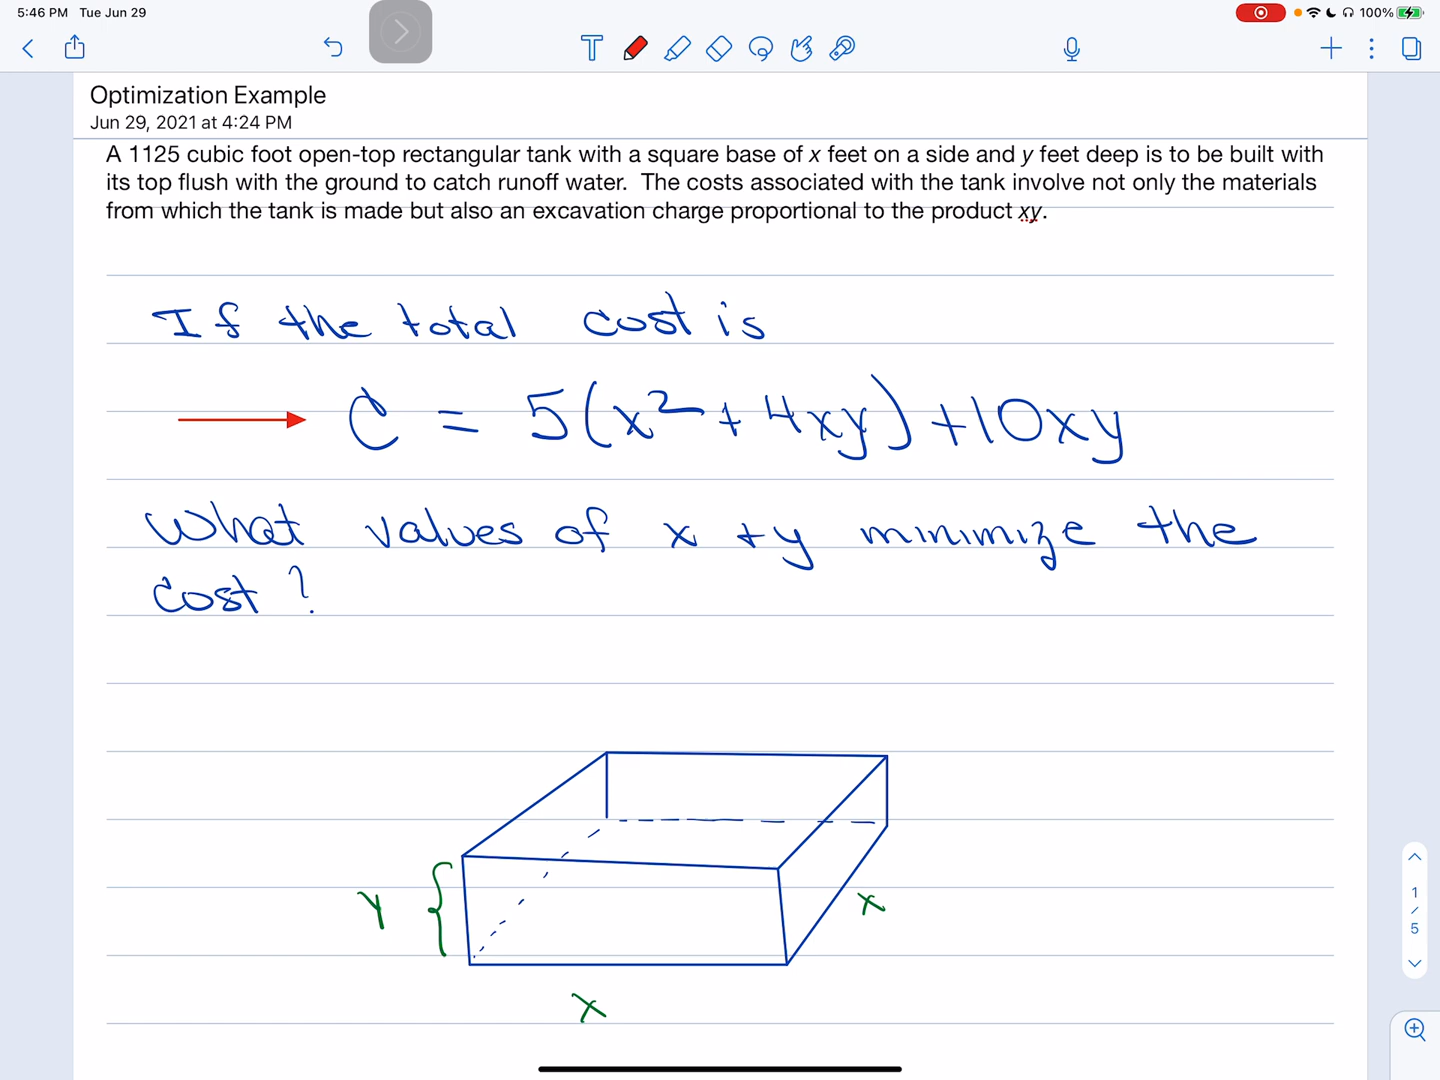 5:46 PM Tue Jun 29
100%
T
Optimization Example
Jun 29, 2021 at 4:24 PM
A 1125 cubic foot open-top rectangular tank with a square base of x feet on a side and y feet deep is to be built with
its top flush with the ground to catch runoff water. The costs associated with the tank involve not only the materials
from which the tank is made but also an excavation charge proportional to the product xy.
If the total cost is
C = 5(x² + 4xy) + 10xy
What values of x + y minimize the
cost?
y
x
x
1
/
5